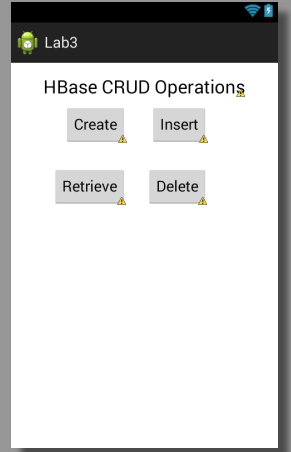 Lab3
HBase CRUD Operations
Create Insert
Retrieve Delete